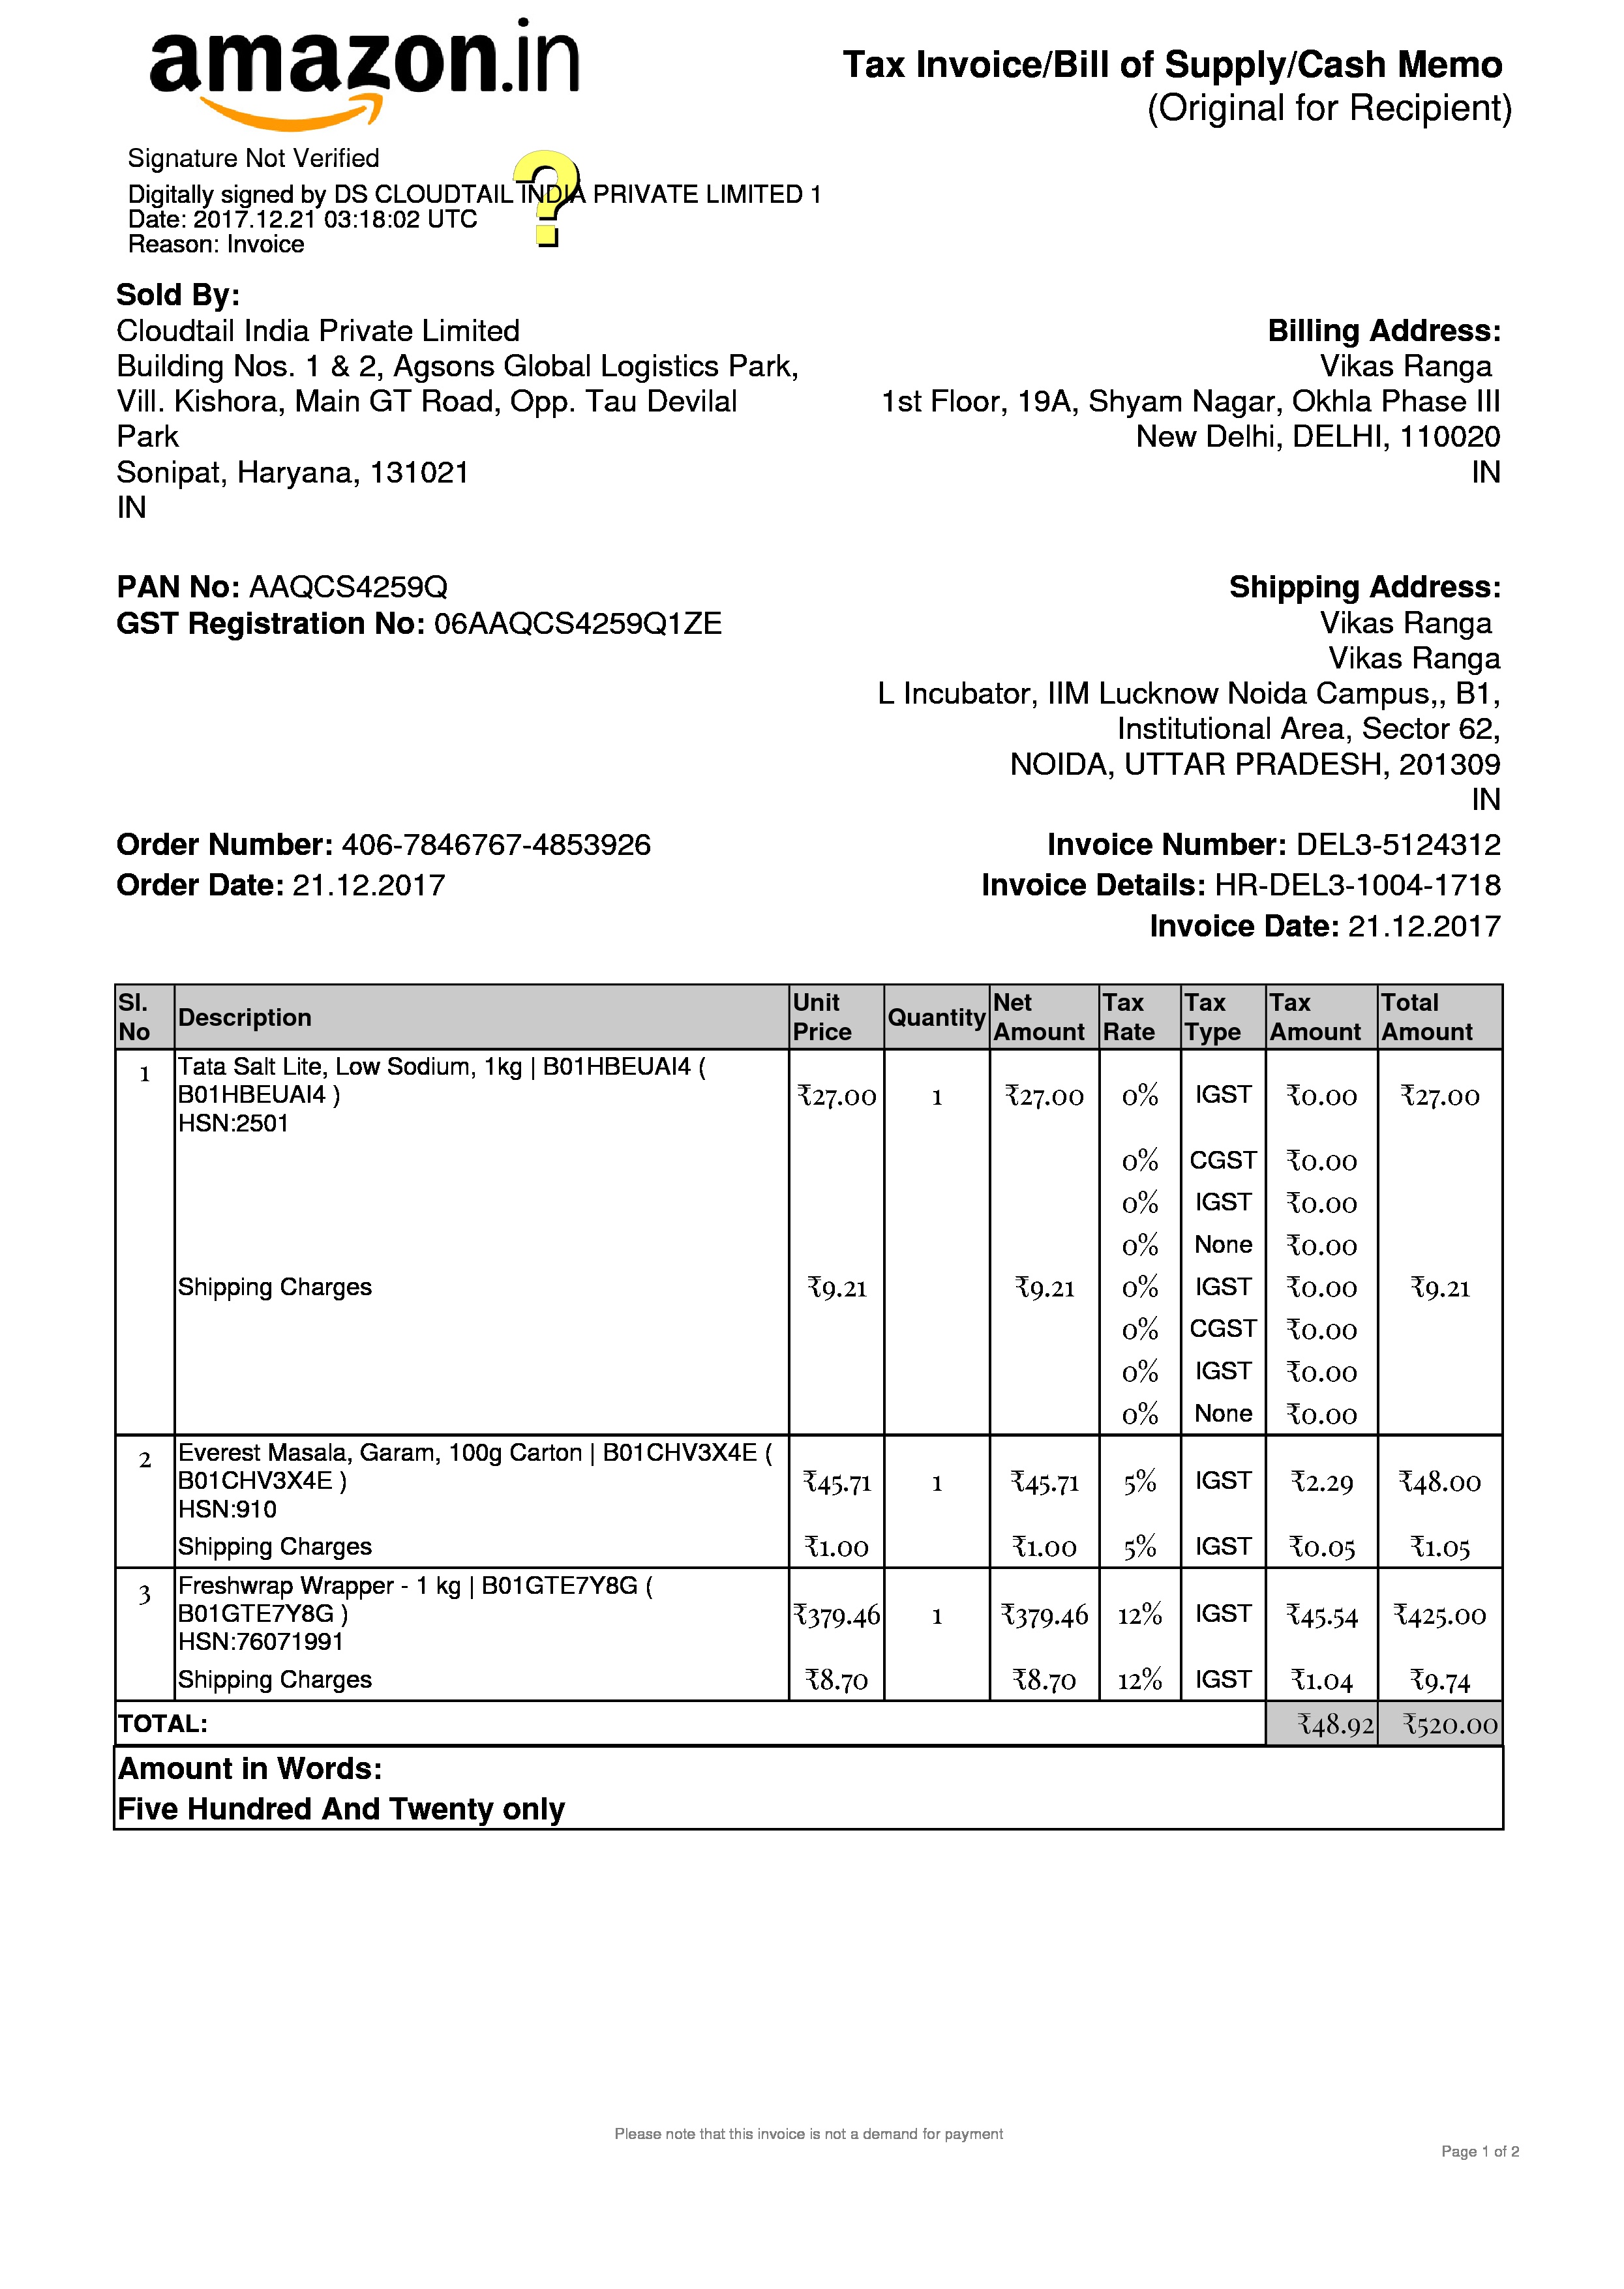 amazon.in
Tax Invoice/Bill of Supply/Cash Memo
(Original for Recipient)
Signature Not Verified
Digitally signed by DS CLOUDTAIL INDIA PRIVATE LIMITED 1
Date: 2017.12.21 03:18:02 UTC
Reason: Invoice
?
Sold By:
Cloudtail India Private Limited
Building Nos. 1 & 2, Agsons Global Logistics Park,
Vill. Kishora, Main GT Road, Opp. Tau Devilal
Park
Sonipat, Haryana, 131021
IN
Billing Address:
Vikas Ranga
1st Floor, 19A, Shyam Nagar, Okhla Phase III
New Delhi, DELHI, 110020
IN
PAN No: AAQCS4259Q
GST Registration No: 06AAQCS4259Q1ZE
Shipping Address:
Vikas Ranga
Vikas Ranga
L Incubator, IIM Lucknow Noida Campus,, B1,
Institutional Area, Sector 62,
NOIDA, UTTAR PRADESH, 201309
IN
Order Number: 406-7846767-4853926
Order Date: 21.12.2017
Invoice Number: DEL3-5124312
Invoice Details: HR-DEL3-1004-1718
Invoice Date: 21.12.2017
Sl. No Description Unit Price Quantity Net Amount Tax Rate Tax Type Tax Amount Total Amount
1 Tata Salt Lite, Low Sodium, 1kg | B01HBEUAI4 (
B01HBEUAI4 ) ₹27.00 1 ₹27.00 0% IGST ₹0.00 ₹27.00
HSN:2501
0% CGST ₹0.00
0% IGST ₹0.00
0% None ₹0.00
Shipping Charges ₹9.21 ₹9.21 0% IGST ₹0.00 ₹9.21
0% CGST ₹0.00
0% IGST ₹0.00
0% None ₹0.00
2 Everest Masala, Garam, 100g Carton | B01CHV3X4E (
B01CHV3X4E ) ₹45.71 1 ₹45.71 5% IGST ₹2.29 ₹48.00
HSN:910
Shipping Charges ₹1.00 ₹1.00 5% IGST ₹0.05 ₹1.05
3 Freshwrap Wrapper - 1 kg | B01GTE7Y8G (
B01GTE7Y8G ) ₹379.46 1 ₹379.46 12% IGST ₹45.54 ₹425.00
HSN:76071991
Shipping Charges ₹8.70 ₹8.70 12% IGST ₹1.04 ₹9.74
TOTAL: ₹48.92 ₹520.00
Amount in Words:
Five Hundred And Twenty only
Please note that this invoice is not a demand for payment
Page 1 of 2